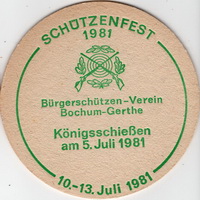 SCHÜTZENFEST
1981
Bürgerschützen-Verein
Bochum-Gerthe
Königsschießen
am 5. Juli 1981
10.-13. Juli 1981